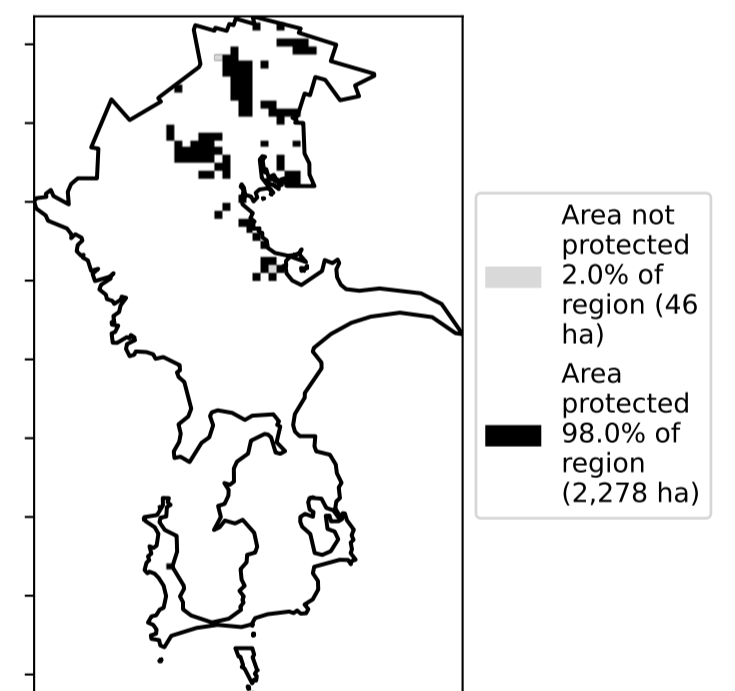 Area not
protected
2.0% of
region (46
ha)
Area
protected
98.0% of
region
(2,278 ha)